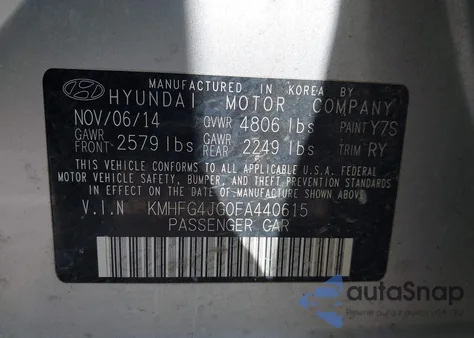 MANUFACTURED IN KOREA BY
HYUNDAI MOTOR COMPANY
NOV/06/14 GVWR 4806 lbs PAINT Y7S
GAWR FRONT 2579 lbs GAWR REAR 2249 lbs TRIM RY
THIS VEHICLE CONFORMS TO ALL APPLICABLE U.S.A FEDERAL
MOTOR VEHICLE SAFETY, BUMPER, AND THEFT PREVENTION STANDARDS
IN EFFECT ON THE DATE OF MANUFACTURE SHOWN ABOVE.
V.I.N KMHFG4JG0FA440615
PASSENGER CAR
autoSnap